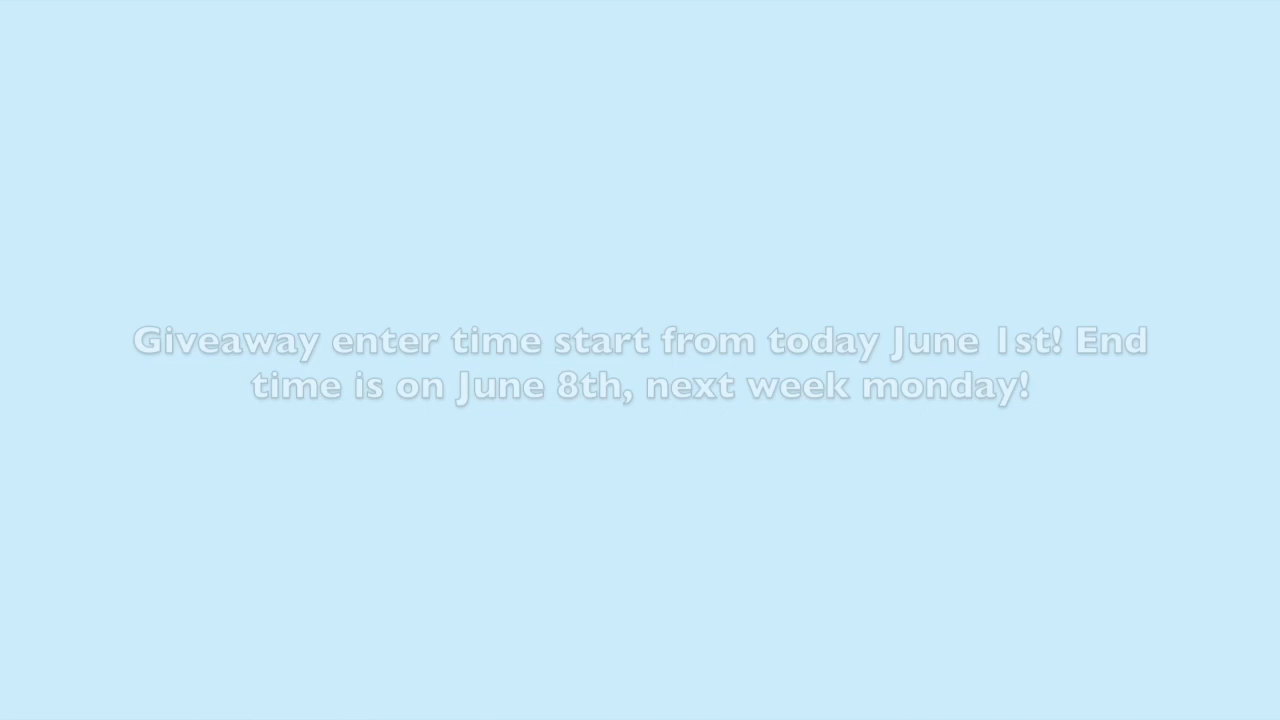 Giveaway enter time start from today June 1st! End
time is on June 8th, next week monday!